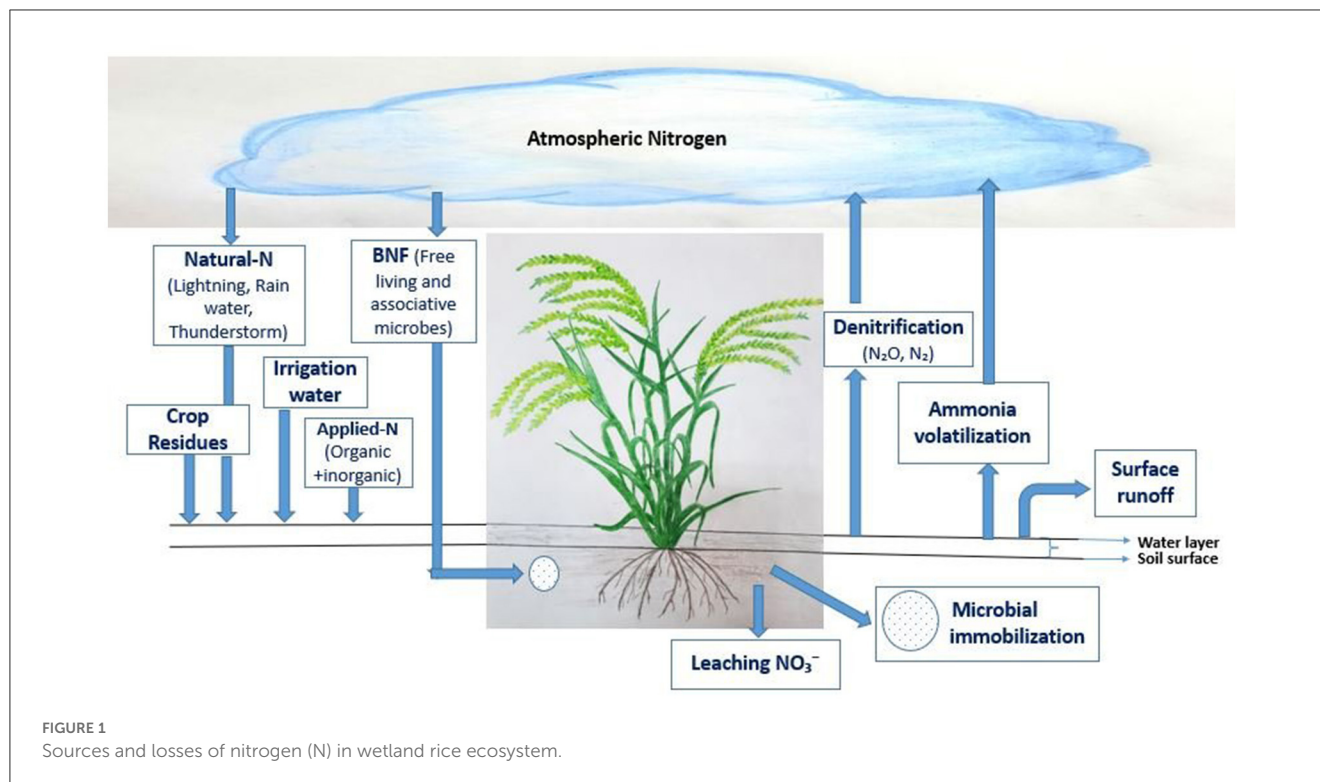 Atmospheric Nitrogen
Natural-N
(Lightning, Rain
water,
Thunderstorm)
BNF (Free
living and
associative
microbes)
Irrigation
water
Crop
Residues
Applied-N
(Organic
+inorganic)
Denitrification
(N₂O, N₂)
Ammonia
volatilization
Surface
runoff
Water layer
Soil surface
Microbial
immobilization
Leaching NO₃⁻
FIGURE 1
Sources and losses of nitrogen (N) in wetland rice ecosystem.